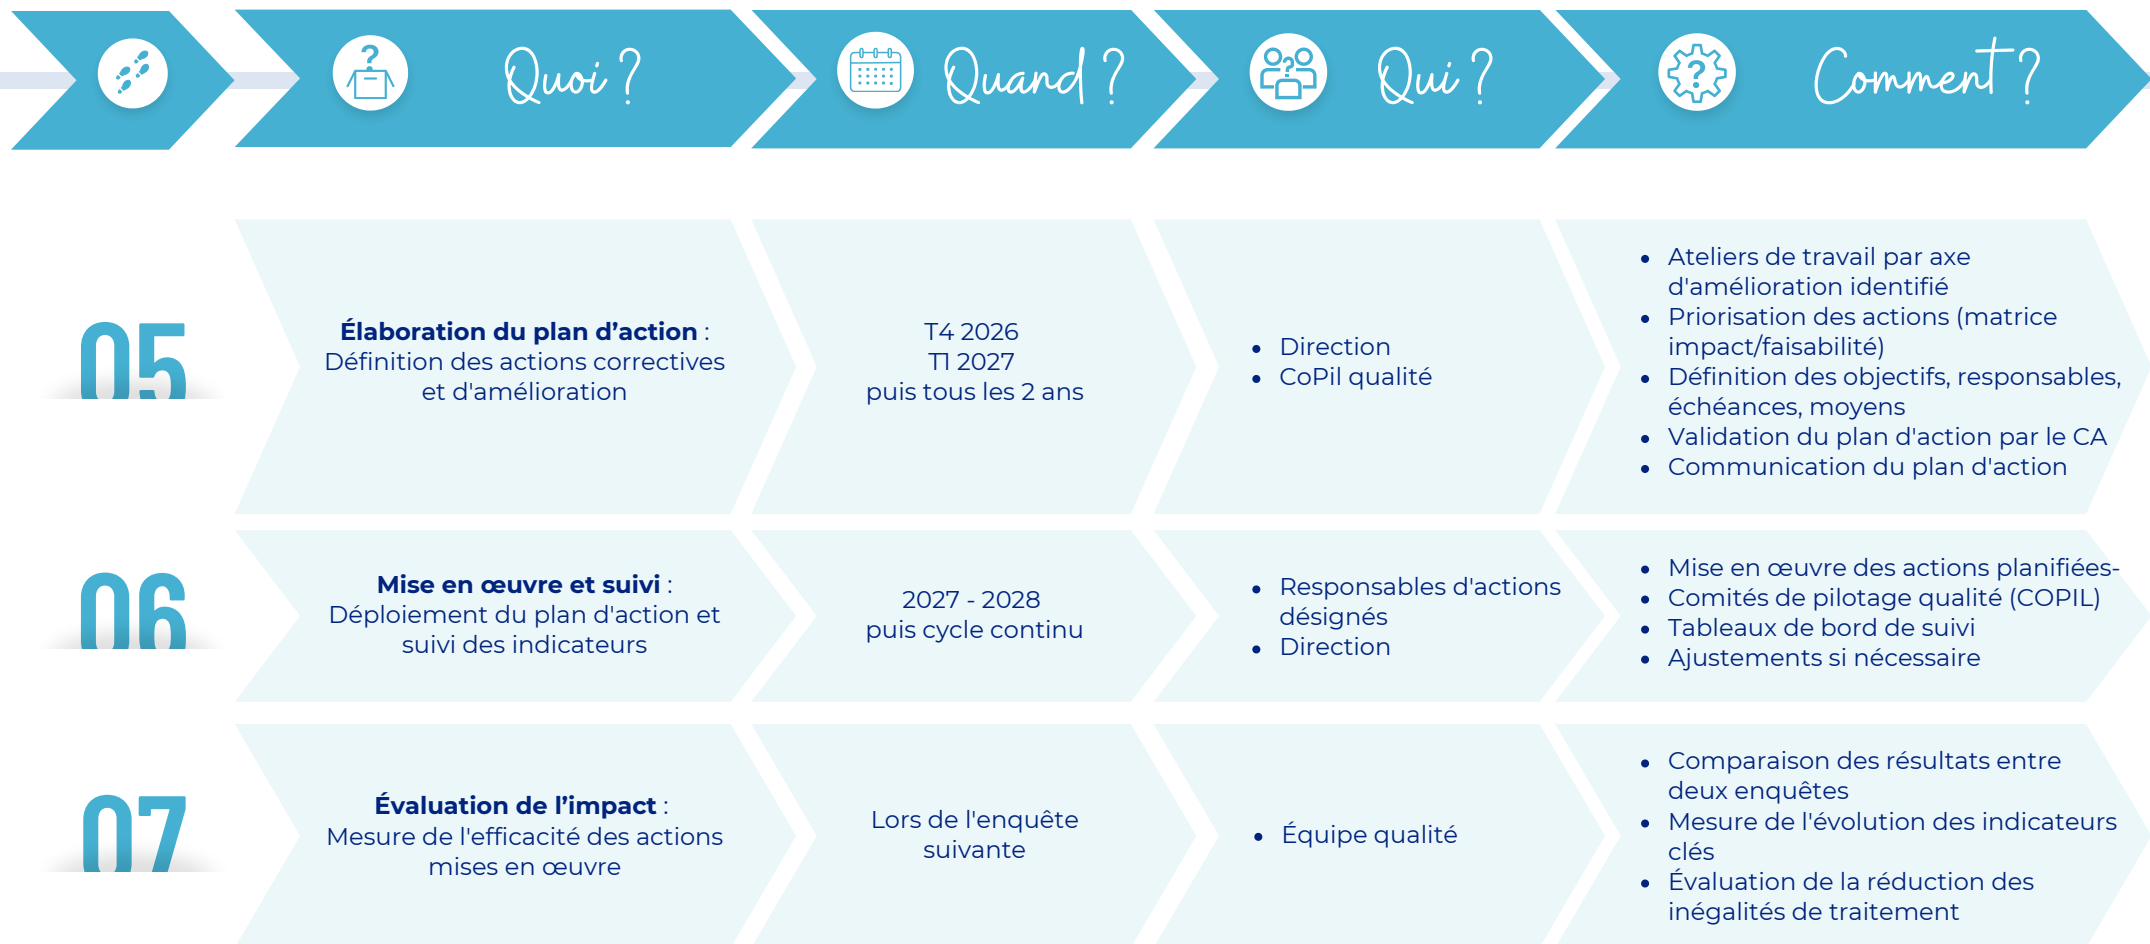 Quoi ?
Quand ?
Qui ?
Comment ?
05
Élaboration du plan d’action :
Définition des actions correctives
et d'amélioration
T4 2026
T1 2027
puis tous les 2 ans
• Direction
• CoPil qualité
• Ateliers de travail par axe
d'amélioration identifié
• Priorisation des actions (matrice
impact/faisabilité)
• Définition des objectifs, responsables,
échéances, moyens
• Validation du plan d'action par le CA
• Communication du plan d'action
06
Mise en œuvre et suivi :
Déploiement du plan d'action et
suivi des indicateurs
2027 - 2028
puis cycle continu
• Responsables d'actions
désignés
• Direction
• Mise en œuvre des actions planifiées-
• Comités de pilotage qualité (COPIL)
• Tableaux de bord de suivi
• Ajustements si nécessaire
07
Évaluation de l’impact :
Mesure de l'efficacité des actions
mises en œuvre
Lors de l'enquête
suivante
• Équipe qualité
• Comparaison des résultats entre
deux enquêtes
• Mesure de l'évolution des indicateurs
clés
• Évaluation de la réduction des
inégalités de traitement